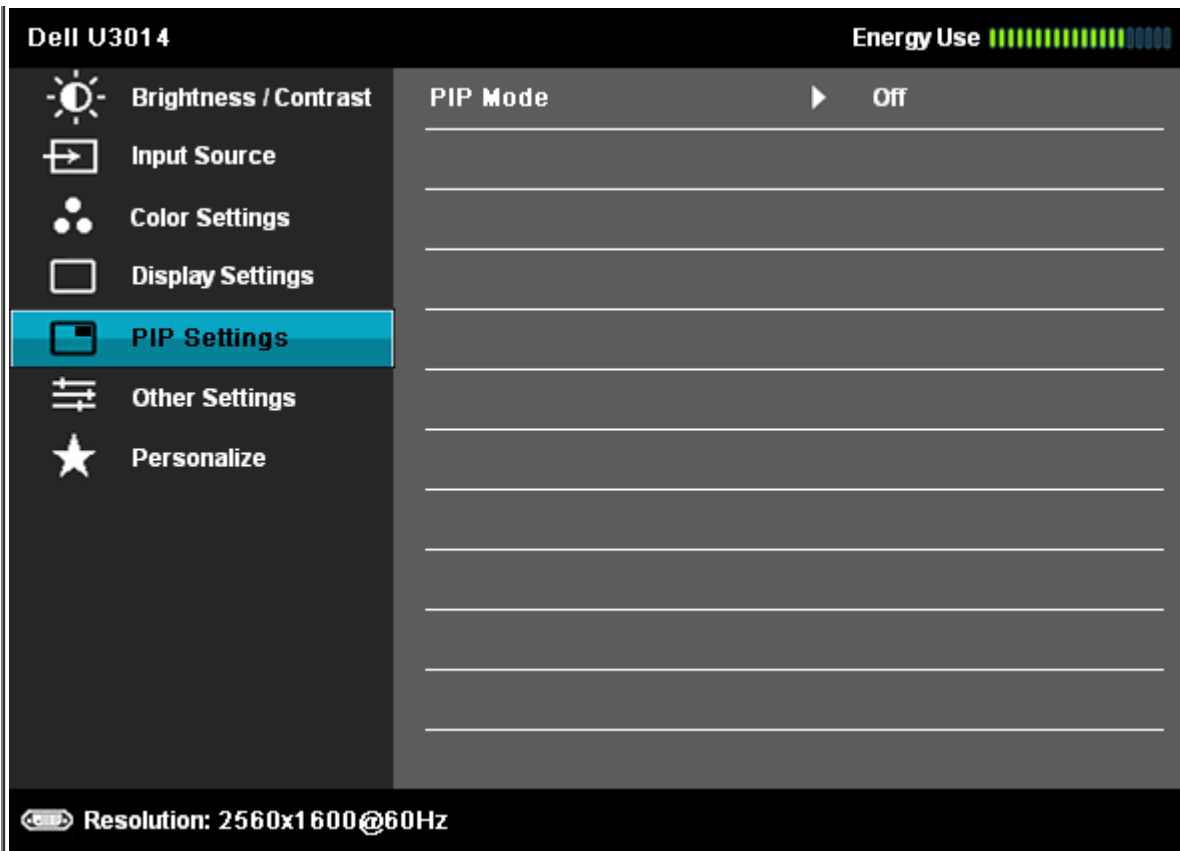 Dell U3014 Energy Use
Brightness / Contrast PIP Mode Off
Input Source
Color Settings
Display Settings
PIP Settings
Other Settings
Personalize
Resolution: 2560x1600@60Hz